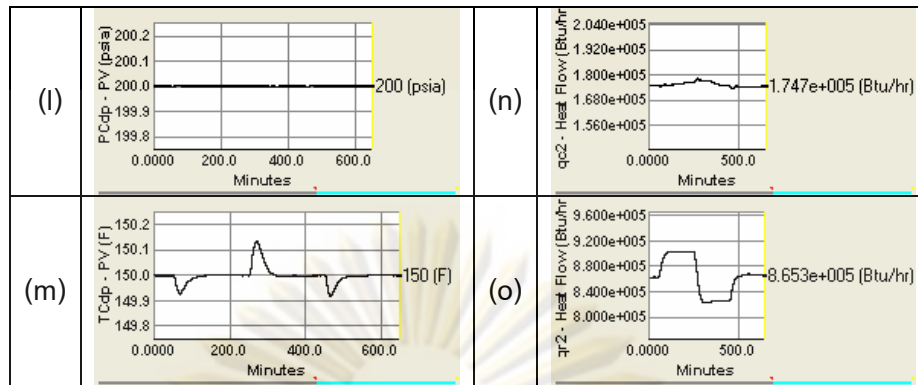 (l)
PCdp - PV (psia)
200.2
200.1
200.0
199.9
199.8
0.0000 200.0 400.0 600.0
Minutes
200 (psia)
(n)
qc2 - Heat Flow (Btu/hr
2.040e+005
1.920e+005
1.800e+005
1.680e+005
1.560e+005
0.0000 500.0
Minutes
1.747e+005 (Btu/hr)
(m)
TCdp - PV (F)
150.2
150.1
150.0
149.9
149.8
0.0000 200.0 400.0 600.0
Minutes
150 (F)
(o)
qr2 - Heat Flow (Btu/hr
9.600e+005
9.200e+005
8.800e+005
8.400e+005
8.000e+005
0.0000 500.0
Minutes
8.653e+005 (Btu/hr)